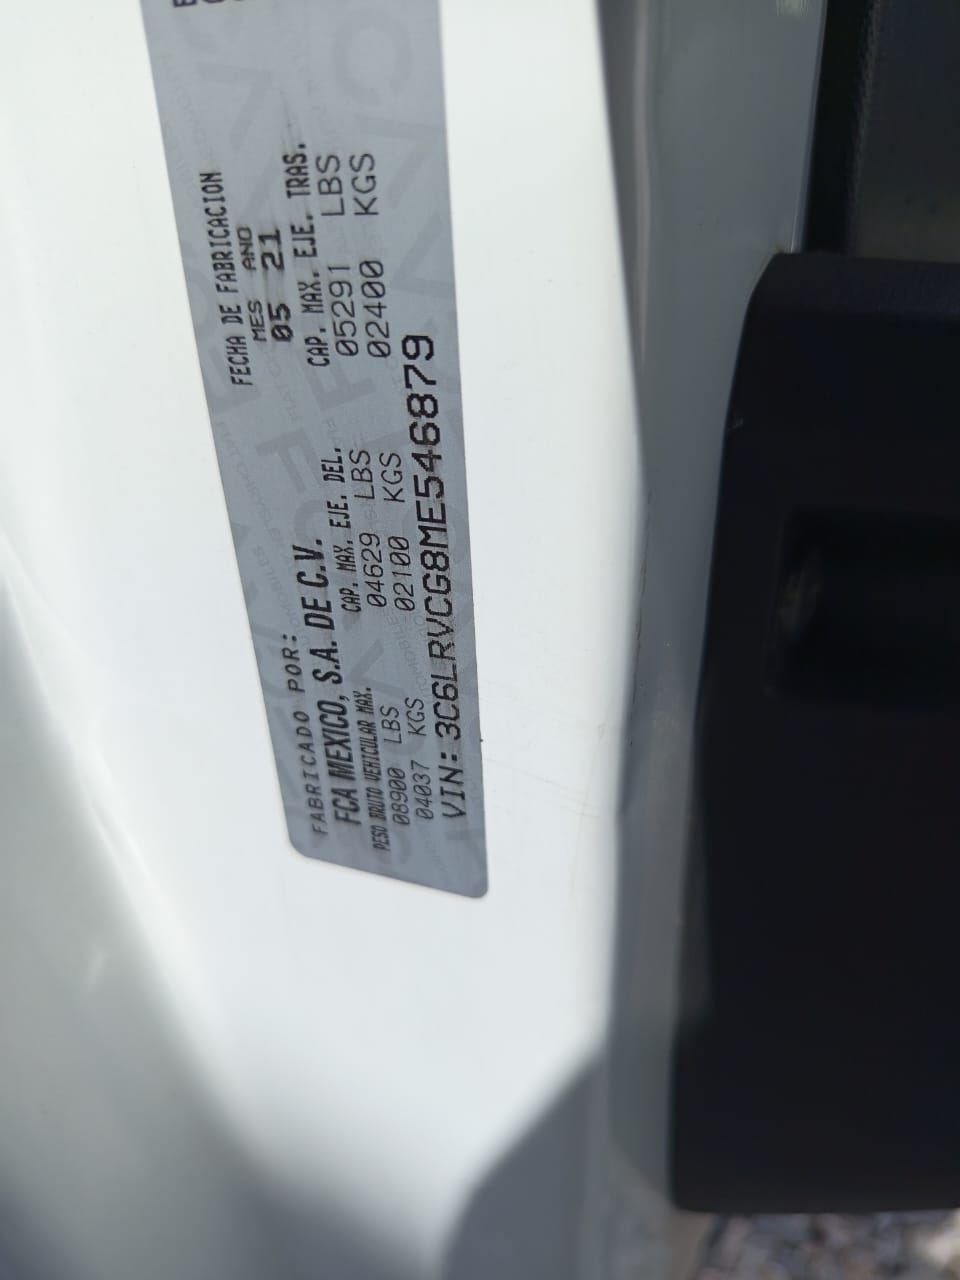 FABRICADO POR:
FCA MEXICO, S.A. DE C.V.
FECHA DE FABRICACION
MES ANO
05 21
PESO BRUTO VEHICULAR MAX.
08900 LBS
04037 KGS
CAP. MAX. EJE. DEL.
04629 LBS
02100 KGS
CAP. MAX. EJE. TRAS.
05291 LBS
02400 KGS
VIN: 3C6LRVCG8ME546879